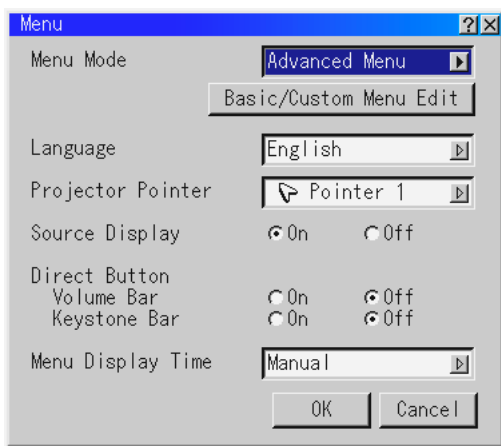 Menu
Menu Mode Advanced Menu
Basic/Custom Menu Edit
Language English
Projector Pointer Pointer 1
Source Display On Off
Direct Button
Volume Bar On Off
Keystone Bar On Off
Menu Display Time Manual
OK Cancel